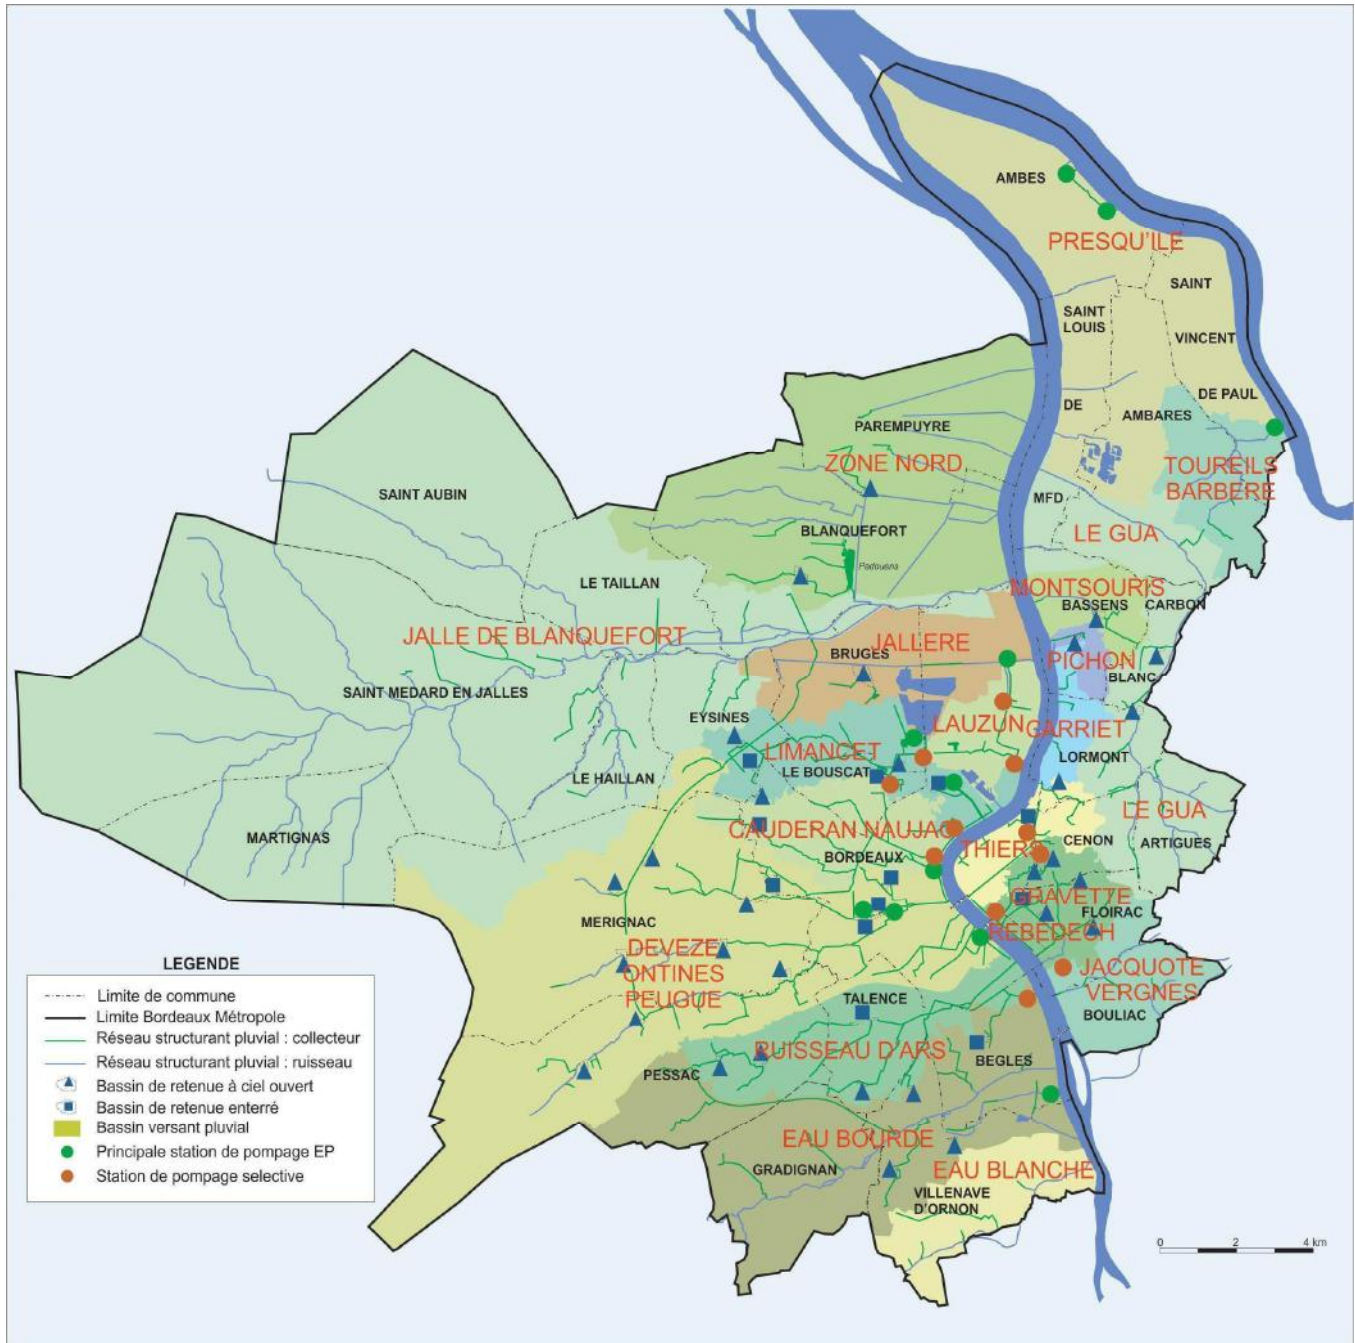 AMBES
PRESQU'ILE
SAINT
SAINT
LOUIS
VINCENT
DE PAUL
DE
AMBARES
PAREMPUYRE
ZONE NORD
TOUREILS
BARBERE
SAINT AUBIN
MFD
BLANQUEFORT
LE GUA
Padouens
LE TAILLAN
MONTSOURIS
BASSENS
CARBON
JALLE DE BLANQUEFORT
JALLERE
BRUGES
PICHON
BLANC
SAINT MEDARD EN JALLES
EYSINES
LAUZUN
GARRIET
LIMANCET
LORMONT
LE BOUSCAT
LE HAILLAN
LE GUA
MARTIGNAS
CAUDERAN NAUJAC
THIERS
CENON
ARTIGUES
BORDEAUX
GRAVETTE
FLOIRAC
MERIGNAC
REBEDECH
DEVEZE
ONTINES
PEUGUE
JACQUOTE
VERGNES
TALENCE
BOULIAC
RUISSEAU D'ARS
BEGLES
PESSAC
EAU BOURDE
GRADIGNAN
EAU BLANCHE
VILLENAVE
D'ORNON
LEGENDE
Limite de commune
Limite Bordeaux Métropole
Réseau structurant pluvial : collecteur
Réseau structurant pluvial : ruisseau
Bassin de retenue à ciel ouvert
Bassin de retenue enterré
Bassin versant pluvial
Principale station de pompage EP
Station de pompage selective
0 2 4 km